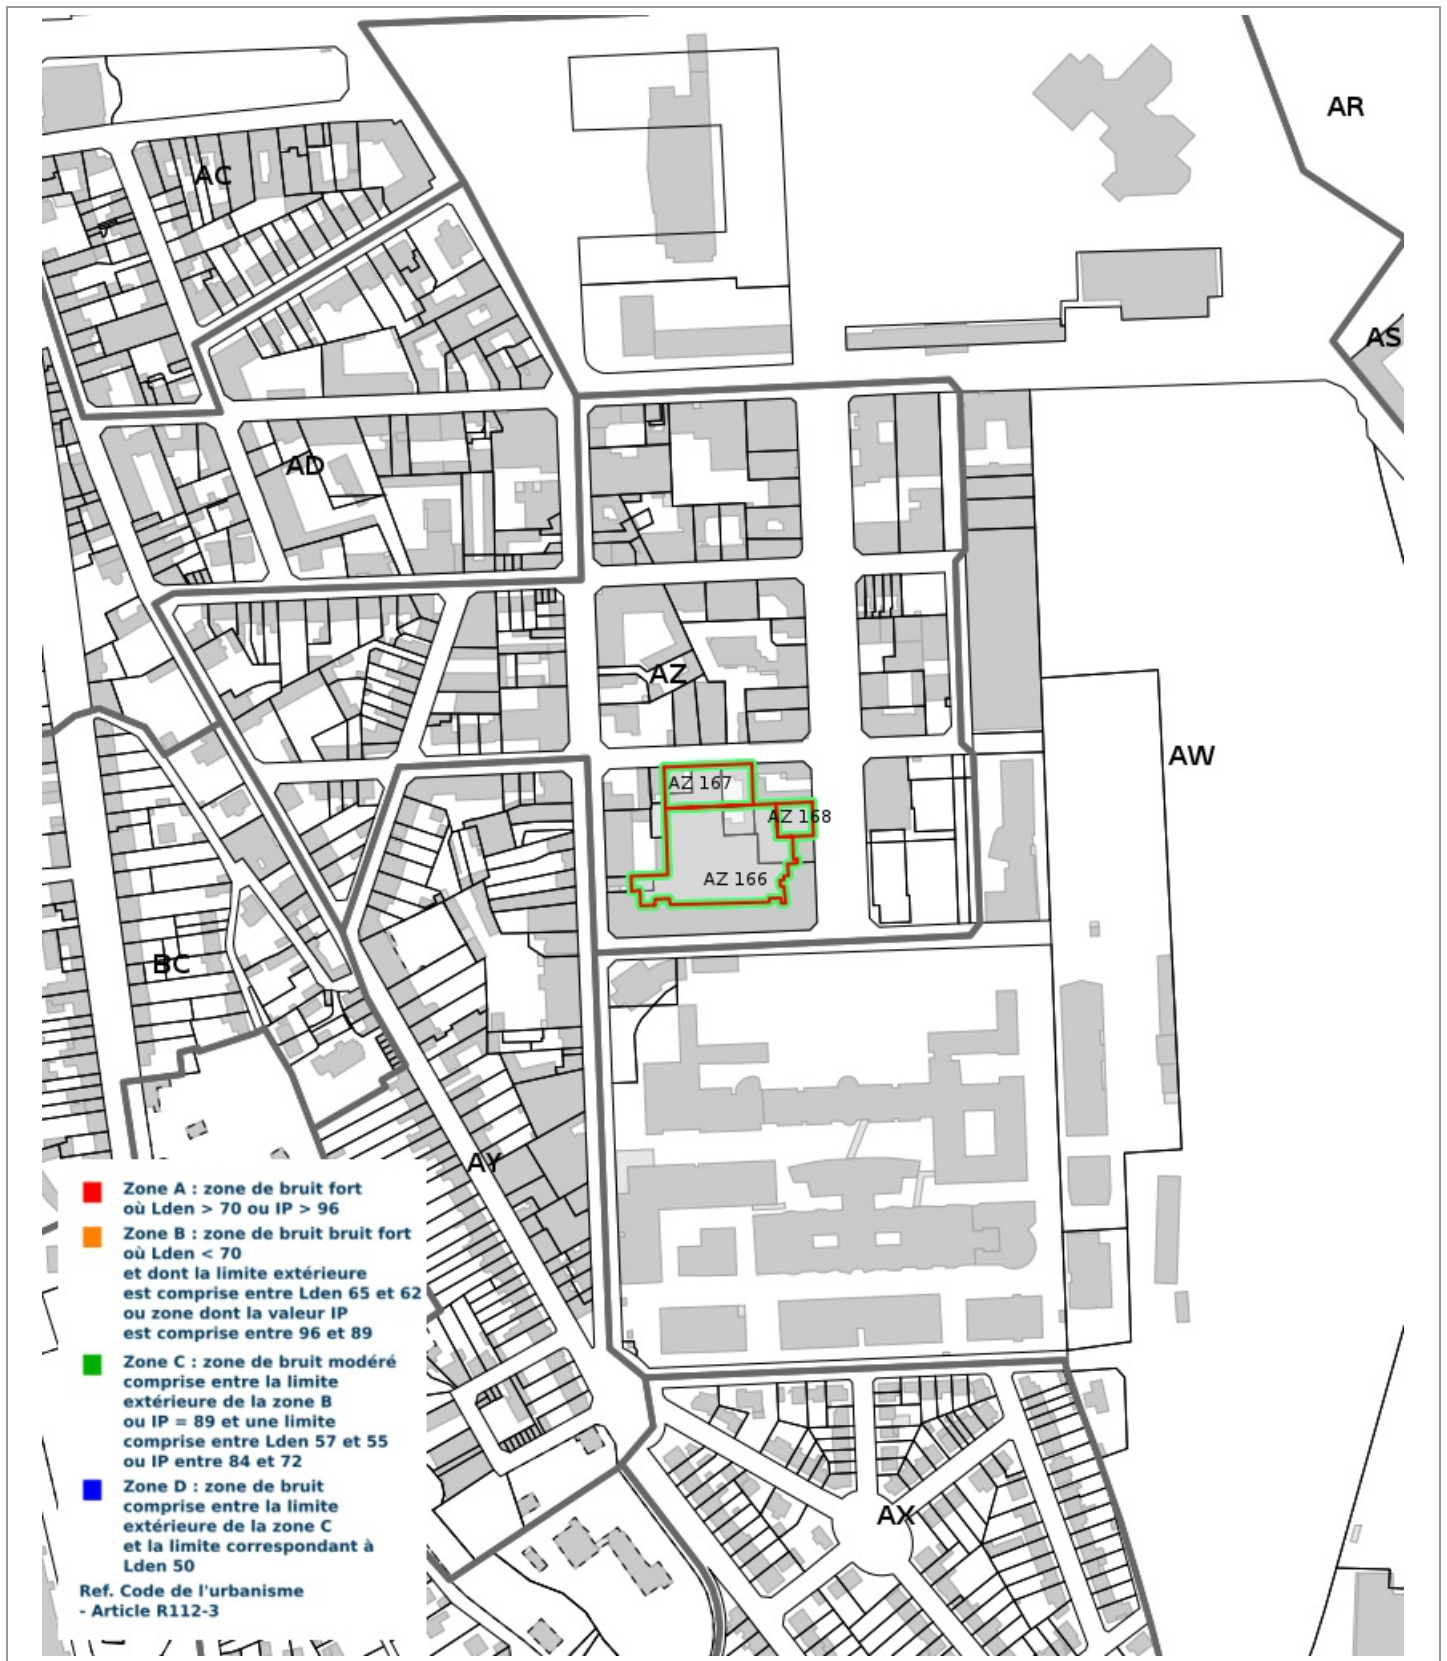 AR
AC
AS
AD
AZ
AW
AZ 167
AZ 168
AZ 166
BC
AY
Zone A : zone de bruit fort
où Lden > 70 ou IP > 96
Zone B : zone de bruit bruit fort
où Lden < 70
et dont la limite extérieure
est comprise entre Lden 65 et 62
ou zone dont la valeur IP
est comprise entre 96 et 89
Zone C : zone de bruit modéré
comprise entre la limite
extérieure de la zone B
ou IP = 89 et une limite
comprise entre Lden 57 et 55
ou IP entre 84 et 72
Zone D : zone de bruit
comprise entre la limite
extérieure de la zone C
et la limite correspondant à
Lden 50
Ref. Code de l'urbanisme
- Article R112-3
AX